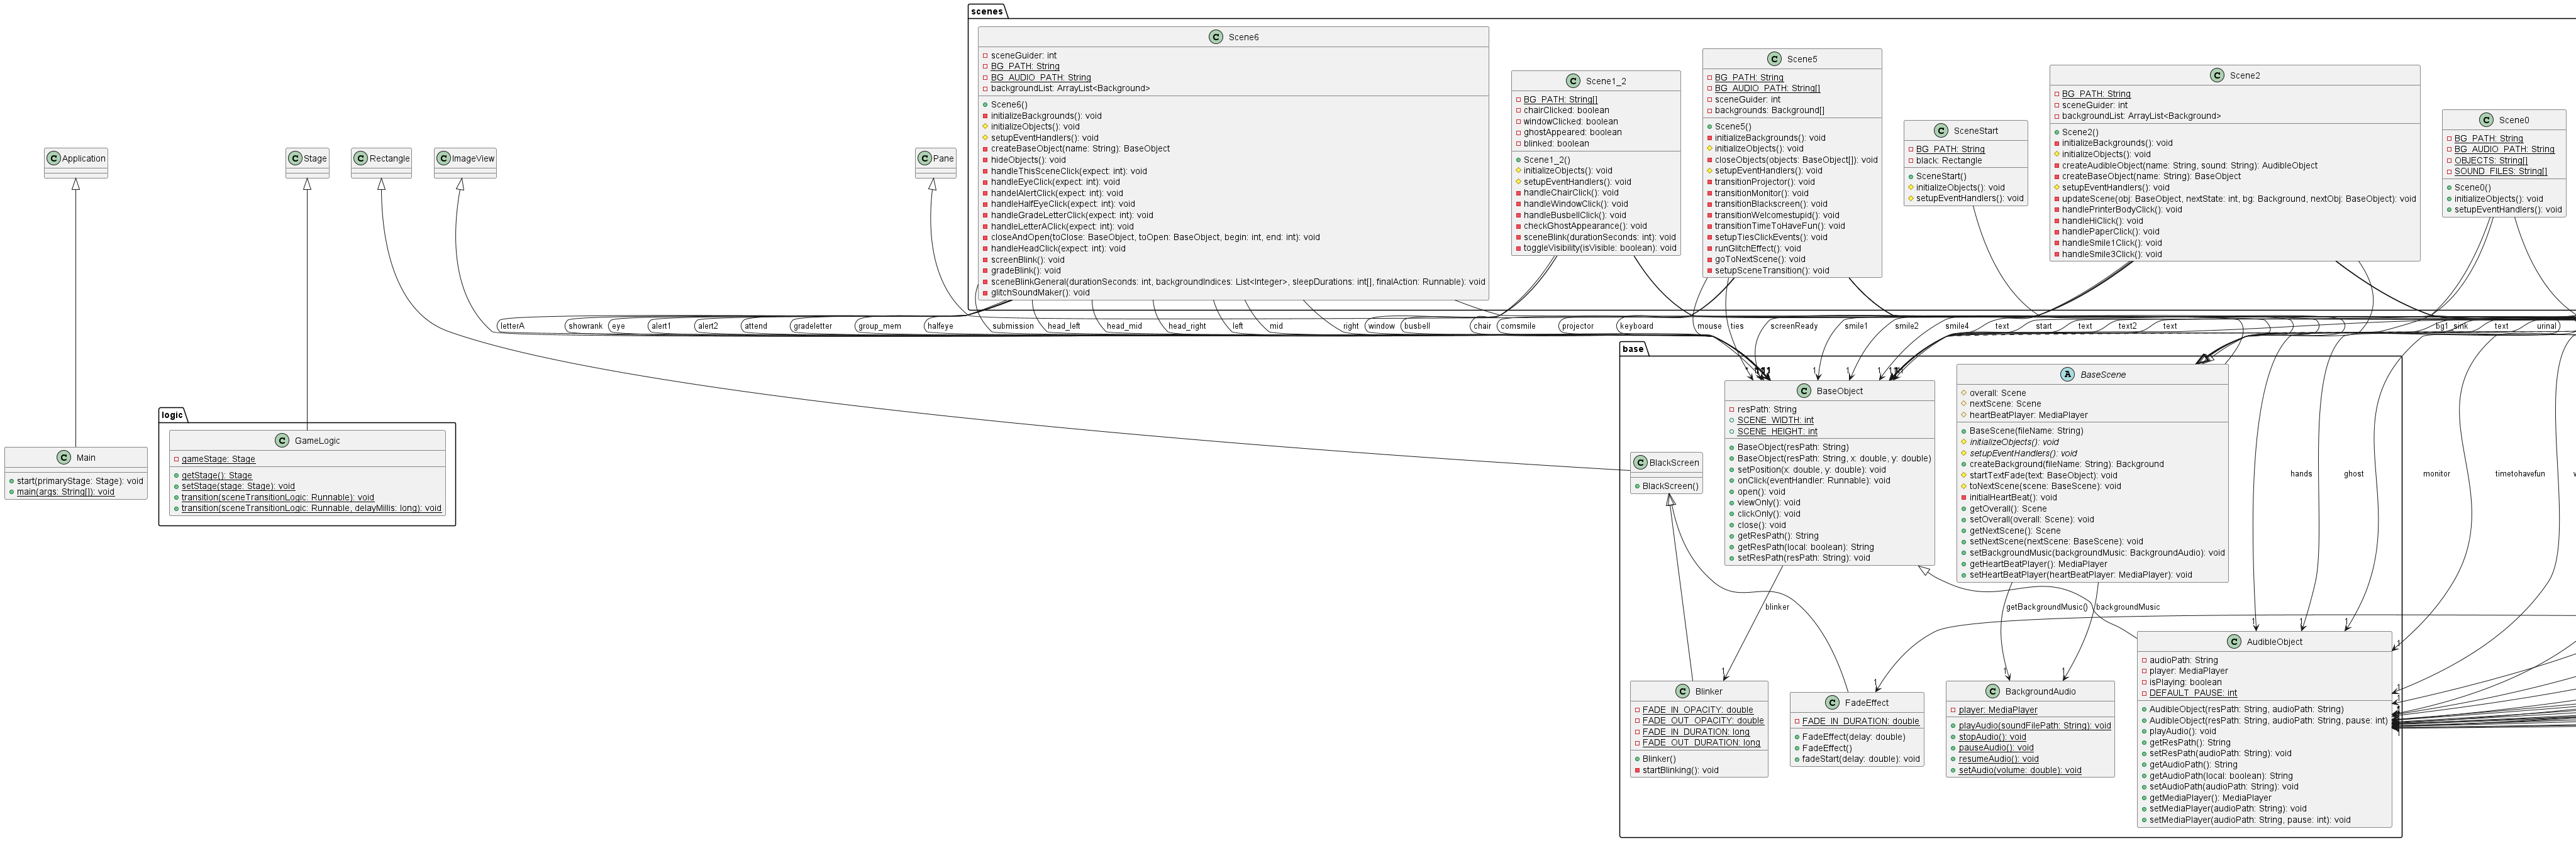 scenes
Scene6
sceneGuider: int
BG_PATH: String
BG_AUDIO_PATH: String
backgroundList: ArrayList<Background>
Scene6()
initializeBackgrounds(): void
initializeObjects(): void
setupEventHandlers(): void
createBaseObject(name: String): BaseObject
hideObjects(): void
handleThisSceneClick(expect: int): void
handleEyeClick(expect: int): void
handelAlertClick(expect: int): void
handleHalfEyeClick(expect: int): void
handleGradeLetterClick(expect: int): void
handleLetterAClick(expect: int): void
closeAndOpen(toClose: BaseObject, toOpen: BaseObject, begin: int, end: int): void
handleHeadClick(expect: int): void
screenBlink(): void
gradeBlink(): void
sceneBlinkGeneral(durationSeconds: int, backgroundIndices: List<Integer>, sleepDurations: int[], finalAction: Runnable): void
glitchSoundMaker(): void
Scene1_2
BG_PATH: String[]
chairClicked: boolean
windowClicked: boolean
ghostAppeared: boolean
blinked: boolean
Scene1_2()
initializeObjects(): void
setupEventHandlers(): void
handleChairClick(): void
handleWindowClick(): void
handleBusbellClick(): void
checkGhostAppearance(): void
sceneBlink(durationSeconds: int): void
toggleVisibility(isVisible: boolean): void
Scene5
BG_PATH: String
BG_AUDIO_PATH: String[]
sceneGuider: int
backgrounds: Background[]
Scene5()
initializeBackgrounds(): void
initializeObjects(): void
closeObjects(objects: BaseObject[]): void
setupEventHandlers(): void
transitionProjector(): void
transitionMonitor(): void
transitionBlackscreen(): void
transitionWelcomestupid(): void
transitionTimeToHaveFun(): void
setupTiesClickEvents(): void
runGlitchEffect(): void
goToNextScene(): void
setupSceneTransition(): void
SceneStart
BG_PATH: String
black: Rectangle
SceneStart()
initializeObjects(): void
setupEventHandlers(): void
Scene2
BG_PATH: String
sceneGuider: int
backgroundList: ArrayList<Background>
Scene2()
initializeBackgrounds(): void
initializeObjects(): void
createAudibleObject(name: String, sound: String): AudibleObject
createBaseObject(name: String): BaseObject
setupEventHandlers(): void
updateScene(obj: BaseObject, nextState: int, bg: Background, nextObj: BaseObject): void
handlePrinterBodyClick(): void
handleHiClick(): void
handlePaperClick(): void
handleSmile1Click(): void
handleSmile3Click(): void
Scene0
BG_PATH: String
BG_AUDIO_PATH: String
OBJECTS: String[]
SOUND_FILES: String[]
Scene0()
initializeObjects(): void
setupEventHandlers(): void
Application
Stage
Rectangle
ImageView
Pane
letterA
showrank
eye
alert1
alert2
attend
gradeletter
group_mem
halfeye
submission
head_left
head_mid
head_right
left
mid
right
window
busbell
chair
comsmile
projector
keyboard
mouse
ties
screenReady
smile1
smile2
smile4
text
start
text
text2
text
bg1_sink
text
urinal
base
logic
GameLogic
gameStage: Stage
getStage(): Stage
setStage(stage: Stage): void
transition(sceneTransitionLogic: Runnable): void
transition(sceneTransitionLogic: Runnable, delayMillis: long): void
Main
start(primaryStage: Stage): void
main(args: String[]): void
BlackScreen
BlackScreen()
BaseObject
resPath: String
SCENE_WIDTH: int
SCENE_HEIGHT: int
BaseObject(resPath: String)
BaseObject(resPath: String, x: double, y: double)
setPosition(x: double, y: double): void
onClick(eventHandler: Runnable): void
open(): void
viewOnly(): void
clickOnly(): void
close(): void
getResPath(): String
getResPath(local: boolean): String
setResPath(resPath: String): void
BaseScene
overall: Scene
nextScene: Scene
heartBeatPlayer: MediaPlayer
BaseScene(fileName: String)
initializeObjects(): void
setupEventHandlers(): void
createBackground(fileName: String): Background
startTextFade(text: BaseObject): void
toNextScene(scene: BaseScene): void
initialHeartBeat(): void
getOverall(): Scene
setOverall(overall: Scene): void
getNextScene(): Scene
setNextScene(nextScene: BaseScene): void
setBackgroundMusic(backgroundMusic: BackgroundAudio): void
getHeartBeatPlayer(): MediaPlayer
setHeartBeatPlayer(heartBeatPlayer: MediaPlayer): void
hands
ghost
monitor
timetohavefun
blinker
getBackgroundMusic()
backgroundMusic
Blinker
FADE_IN_OPACITY: double
FADE_OUT_OPACITY: double
FADE_IN_DURATION: long
FADE_OUT_DURATION: long
Blinker()
startBlinking(): void
FadeEffect
FADE_IN_DURATION: double
FadeEffect(delay: double)
FadeEffect()
fadeStart(delay: double): void
BackgroundAudio
player: MediaPlayer
playAudio(soundFilePath: String): void
stopAudio(): void
pauseAudio(): void
resumeAudio(): void
setAudio(volume: double): void
AudibleObject
audioPath: String
player: MediaPlayer
isPlaying: boolean
DEFAULT_PAUSE: int
AudibleObject(resPath: String, audioPath: String)
AudibleObject(resPath: String, audioPath: String, pause: int)
playAudio(): void
getResPath(): String
setResPath(audioPath: String): void
getAudioPath(): String
getAudioPath(local: boolean): String
setAudioPath(audioPath: String): void
getMediaPlayer(): MediaPlayer
setMediaPlayer(audioPath: String): void
setMediaPlayer(audioPath: String, pause: int): void